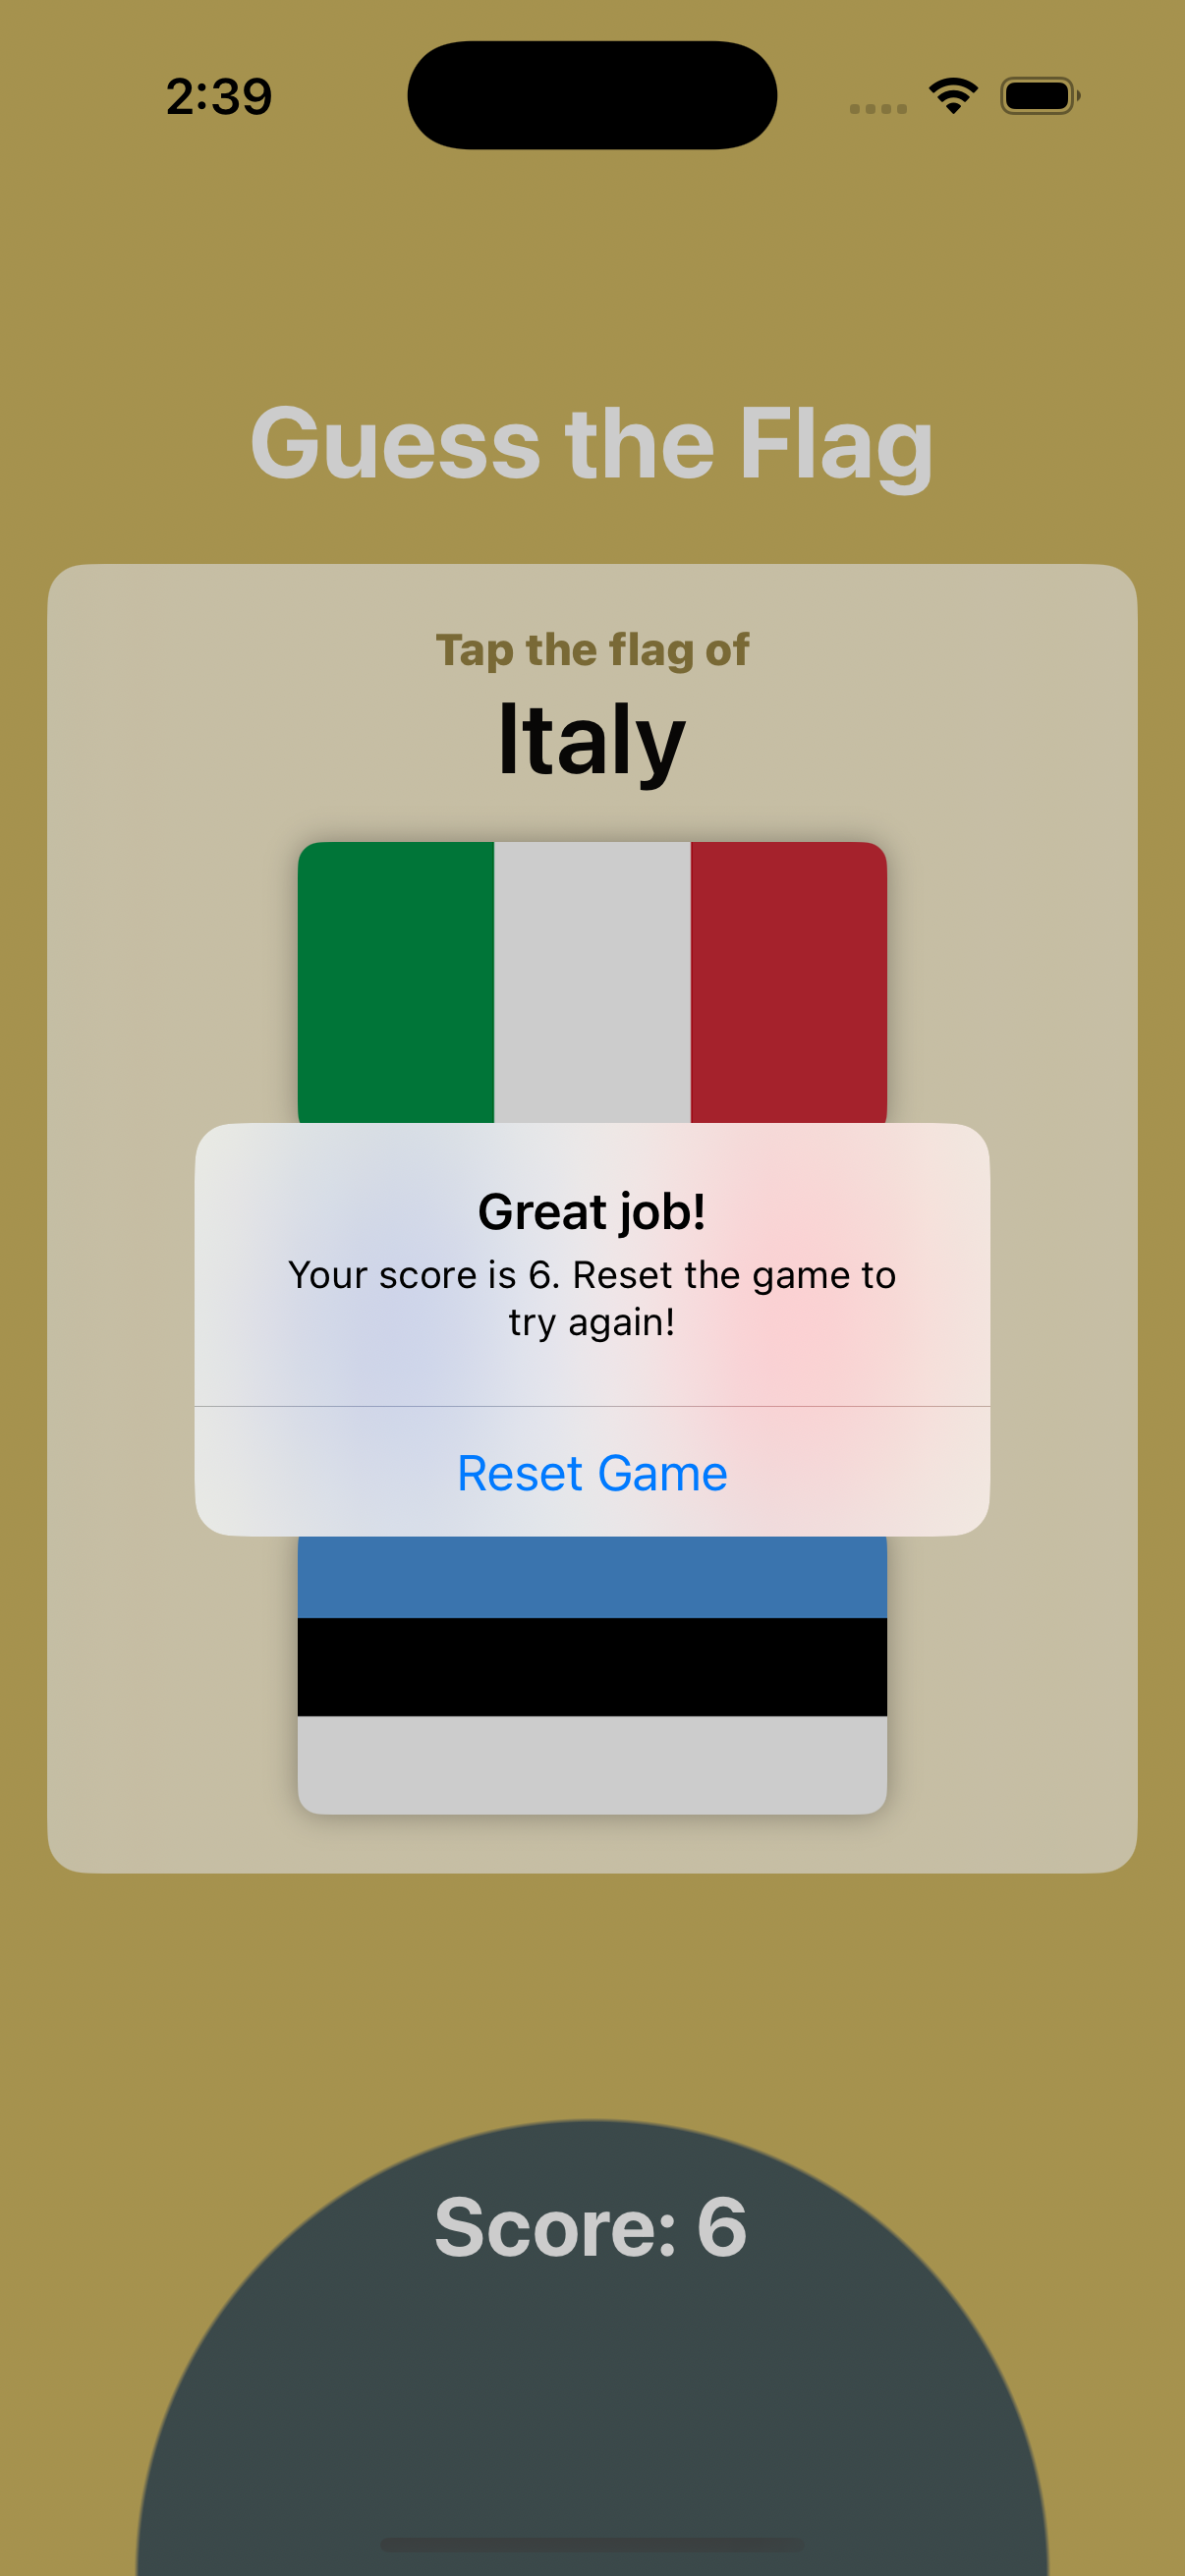 2:39
Guess the Flag
Tap the flag of
Italy
Great job!
Your score is 6. Reset the game to
try again!
Reset Game
Score: 6